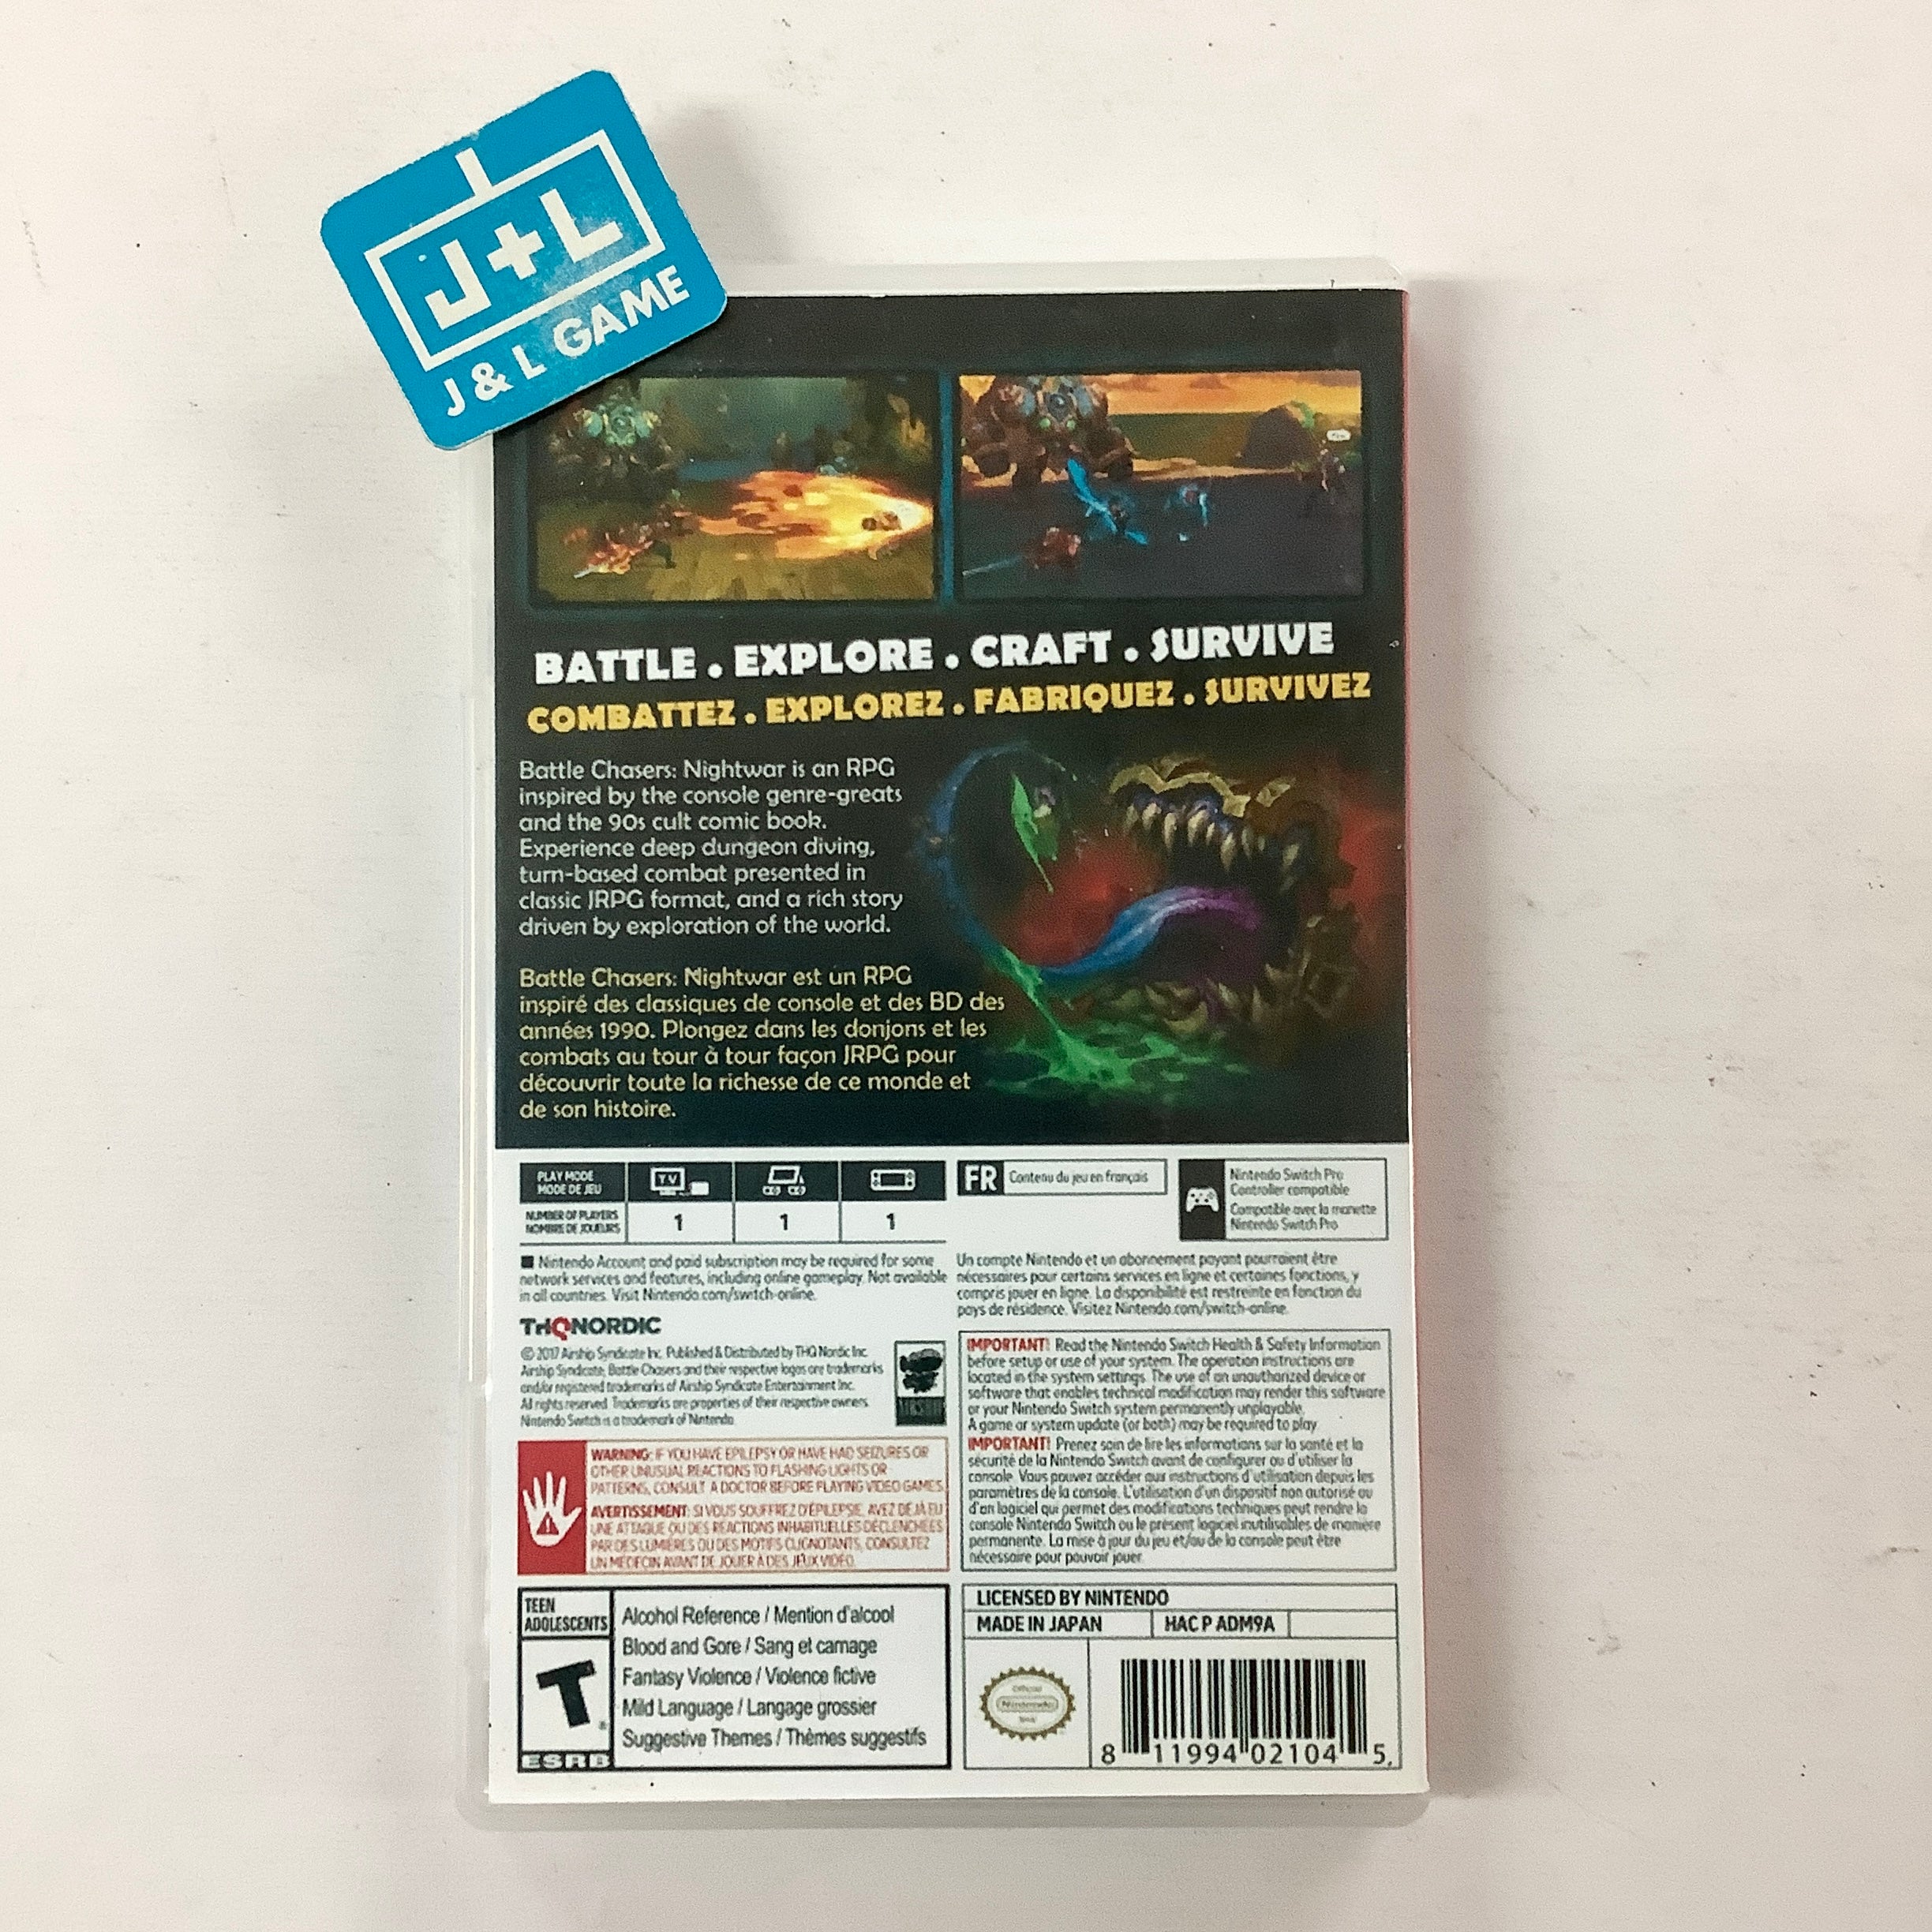 J+L
J & L GAME
BATTLE . EXPLORE . CRAFT . SURVIVE
COMBATTEZ . EXPLOREZ . FABRIQUEZ . SURVIVEZ
Battle Chasers: Nightwar is an RPG
inspired by the console genre-greats
and the 90s cult comic book.
Experience deep dungeon diving,
turn-based combat presented in
classic JRPG format, and a rich story
driven by exploration of the world.
Battle Chasers: Nightwar est un RPG
inspiré des classiques de console et des BD des
années 1990. Plongez dans les donjons et les
combats au tour à tour façon JRPG pour
découvrir toute la richesse de ce monde et
de son histoire.
PLAY MODE
MODE DE JEU
TV
NUMBER OF PLAYERS
NOMBRE DE JOUEURS
1 1 1
FR Contenu du jeu en français
Nintendo Switch Pro
Controller compatible
Compatible avec la manette
Nintendo Switch Pro
Nintendo Account and paid subscription may be required for some
network services and features, including online gameplay. Not available
in all countries. Visit Nintendo.com/switch-online.
Un compte Nintendo et un abonnement payant pourraient être
nécessaires pour certains services en ligne et certaines fonctions, y
compris jouer en ligne. La disponibilité est restreinte en fonction du
pays de résidence. Visitez Nintendo.com/switch-online.
THQNORDIC
© 2017 Airship Syndicate Inc. Published & Distributed by THQ Nordic Inc.
Airship Syndicate, Battle Chasers and their respective logos are trademarks
and/or registered trademarks of Airship Syndicate Entertainment Inc.
All rights reserved. Trademarks are properties of their respective owners.
Nintendo Switch is a trademark of Nintendo.
WARNING: IF YOU HAVE EPILEPSY OR HAVE HAD SEIZURES OR
OTHER UNUSUAL REACTIONS TO FLASHING LIGHTS OR
PATTERNS, CONSULT A DOCTOR BEFORE PLAYING VIDEO GAMES.
AVERTISSEMENT: SI VOUS SOUFFREZ D'ÉPILEPSIE, AVEZ DÉJÀ EU
UNE ATTAQUE OU DES RÉACTIONS INHABITUELLES DÉCLENCHÉES
PAR DES LUMIÈRES OU DES MOTIFS CLIGNOTANTS, CONSULTEZ
UN MÉDECIN AVANT DE JOUER À DES JEUX VIDÉO.
IMPORTANT! Read the Nintendo Switch Health & Safety Information
before setup or use of your system. The operation instructions are
located in the system settings. The use of an unauthorized device or
software that enables technical modification may render this software
or your Nintendo Switch system permanently unplayable.
A game or system update (or both) may be required to play.
IMPORTANT! Prenez soin de lire les informations sur la santé et la
sécurité de la Nintendo Switch avant de configurer ou d'utiliser la
console. Vous pouvez accéder aux instructions d'utilisation depuis les
paramètres de la console. L'utilisation d'un dispositif non autorisé ou
d'un logiciel qui permet des modifications techniques peut rendre la
console Nintendo Switch ou le présent logiciel inutilisables de manière
permanente. La mise à jour du jeu et/ou de la console peut être
nécessaire pour pouvoir jouer.
TEEN
ADOLESCENTS
T
®
ESRB
Alcohol Reference / Mention d'alcool
Blood and Gore / Sang et carnage
Fantasy Violence / Violence fictive
Mild Language / Langage grossier
Suggestive Themes / Thèmes suggestifs
LICENSED BY NINTENDO
MADE IN JAPAN HAC P ADM9A
Official
Nintendo
Seal
8 11994 02104 5